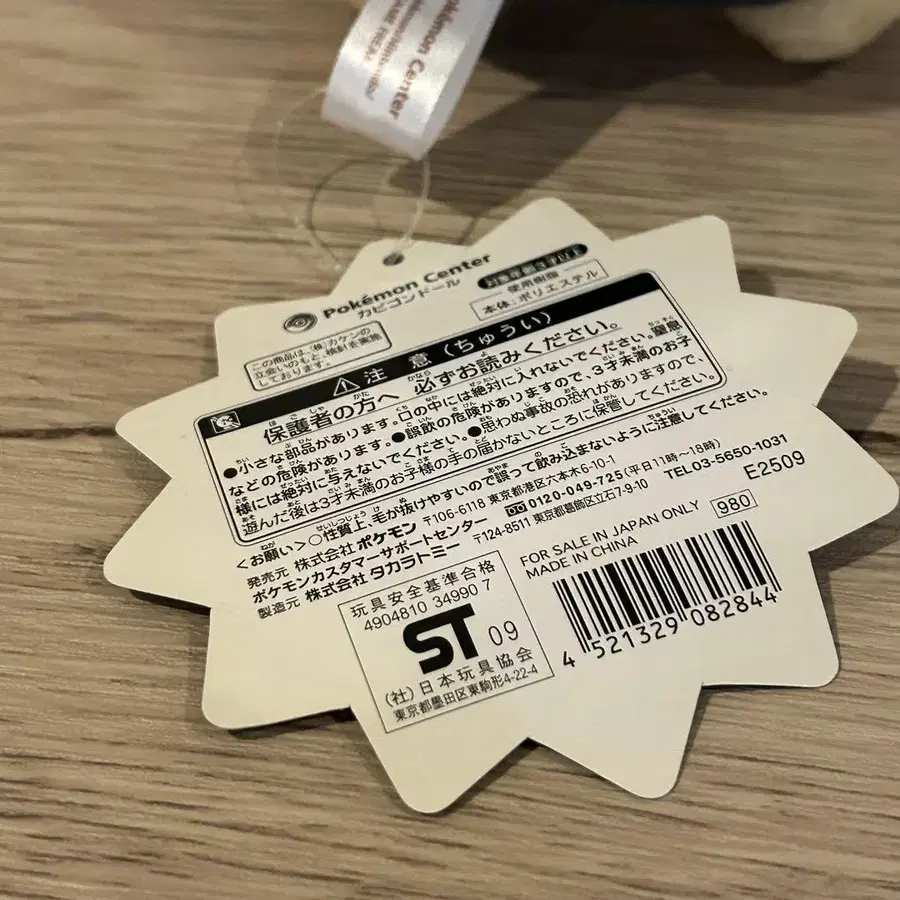 Pokémon Center
Pokémon Center
カビゴンドール
対象年齢3才以上
使用樹脂
本体：ポリエステル
この商品は、(株)カケンの
立会いのもと、検針を実施
しております。
注 意 (ちゅうい)
保護者の方へ 必ずお読みください。
●小さな部品があります。口の中には絶対に入れないでください。窒息
などの危険があります。●誤飲の危険がありますので、3才未満のお子
様には絶対に与えないでください。●思わぬ事故の恐れがありますので、
遊んだ後は3才未満のお子様の手の届かないところに保管してください。
<お願い>○性質上、毛が抜けやすいので誤って飲み込まないように注意してください。
発売元 株式会社 ポケモン 〒106-6118 東京都港区六本木6-10-1
ポケモンカスタマーサポートセンター 0120-049-725(平日11時〜18時)
製造元 株式会社 タカラトミー 〒124-8511 東京都葛飾区立石7-9-10 TEL03-5650-1031
E2509
980
FOR SALE IN JAPAN ONLY
MADE IN CHINA
玩具安全基準合格
4904810 34990 7
ST 09
(社)日本玩具協会
東京都墨田区東駒形4-22-4
4 521329 082844